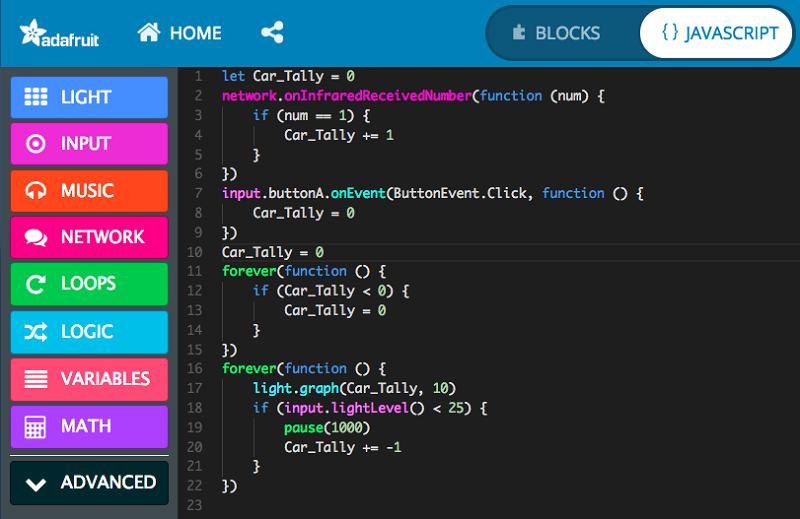 adafruit HOME BLOCKS {} JAVASCRIPT
LIGHT
INPUT
MUSIC
NETWORK
LOOPS
LOGIC
VARIABLES
MATH
ADVANCED
1 let Car_Tally = 0
2 network.onInfraredReceivedNumber(function (num) {
3     if (num == 1) {
4         Car_Tally += 1
5     }
6 })
7 input.buttonA.onEvent(ButtonEvent.Click, function () {
8     Car_Tally = 0
9 })
10 Car_Tally = 0
11 forever(function () {
12     if (Car_Tally < 0) {
13         Car_Tally = 0
14     }
15 })
16 forever(function () {
17     light.graph(Car_Tally, 10)
18     if (input.lightLevel() < 25) {
19         pause(1000)
20         Car_Tally += -1
21     }
22 })
23